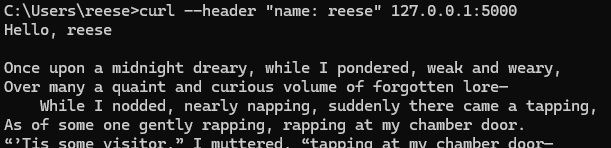 C:\Users\reese>curl --header "name: reese" 127.0.0.1:5000
Hello, reese

Once upon a midnight dreary, while I pondered, weak and weary,
Over many a quaint and curious volume of forgotten lore—
    While I nodded, nearly napping, suddenly there came a tapping,
As of some one gently rapping, rapping at my chamber door.
“’Tis some visitor,” I muttered, “tapping at my chamber door—